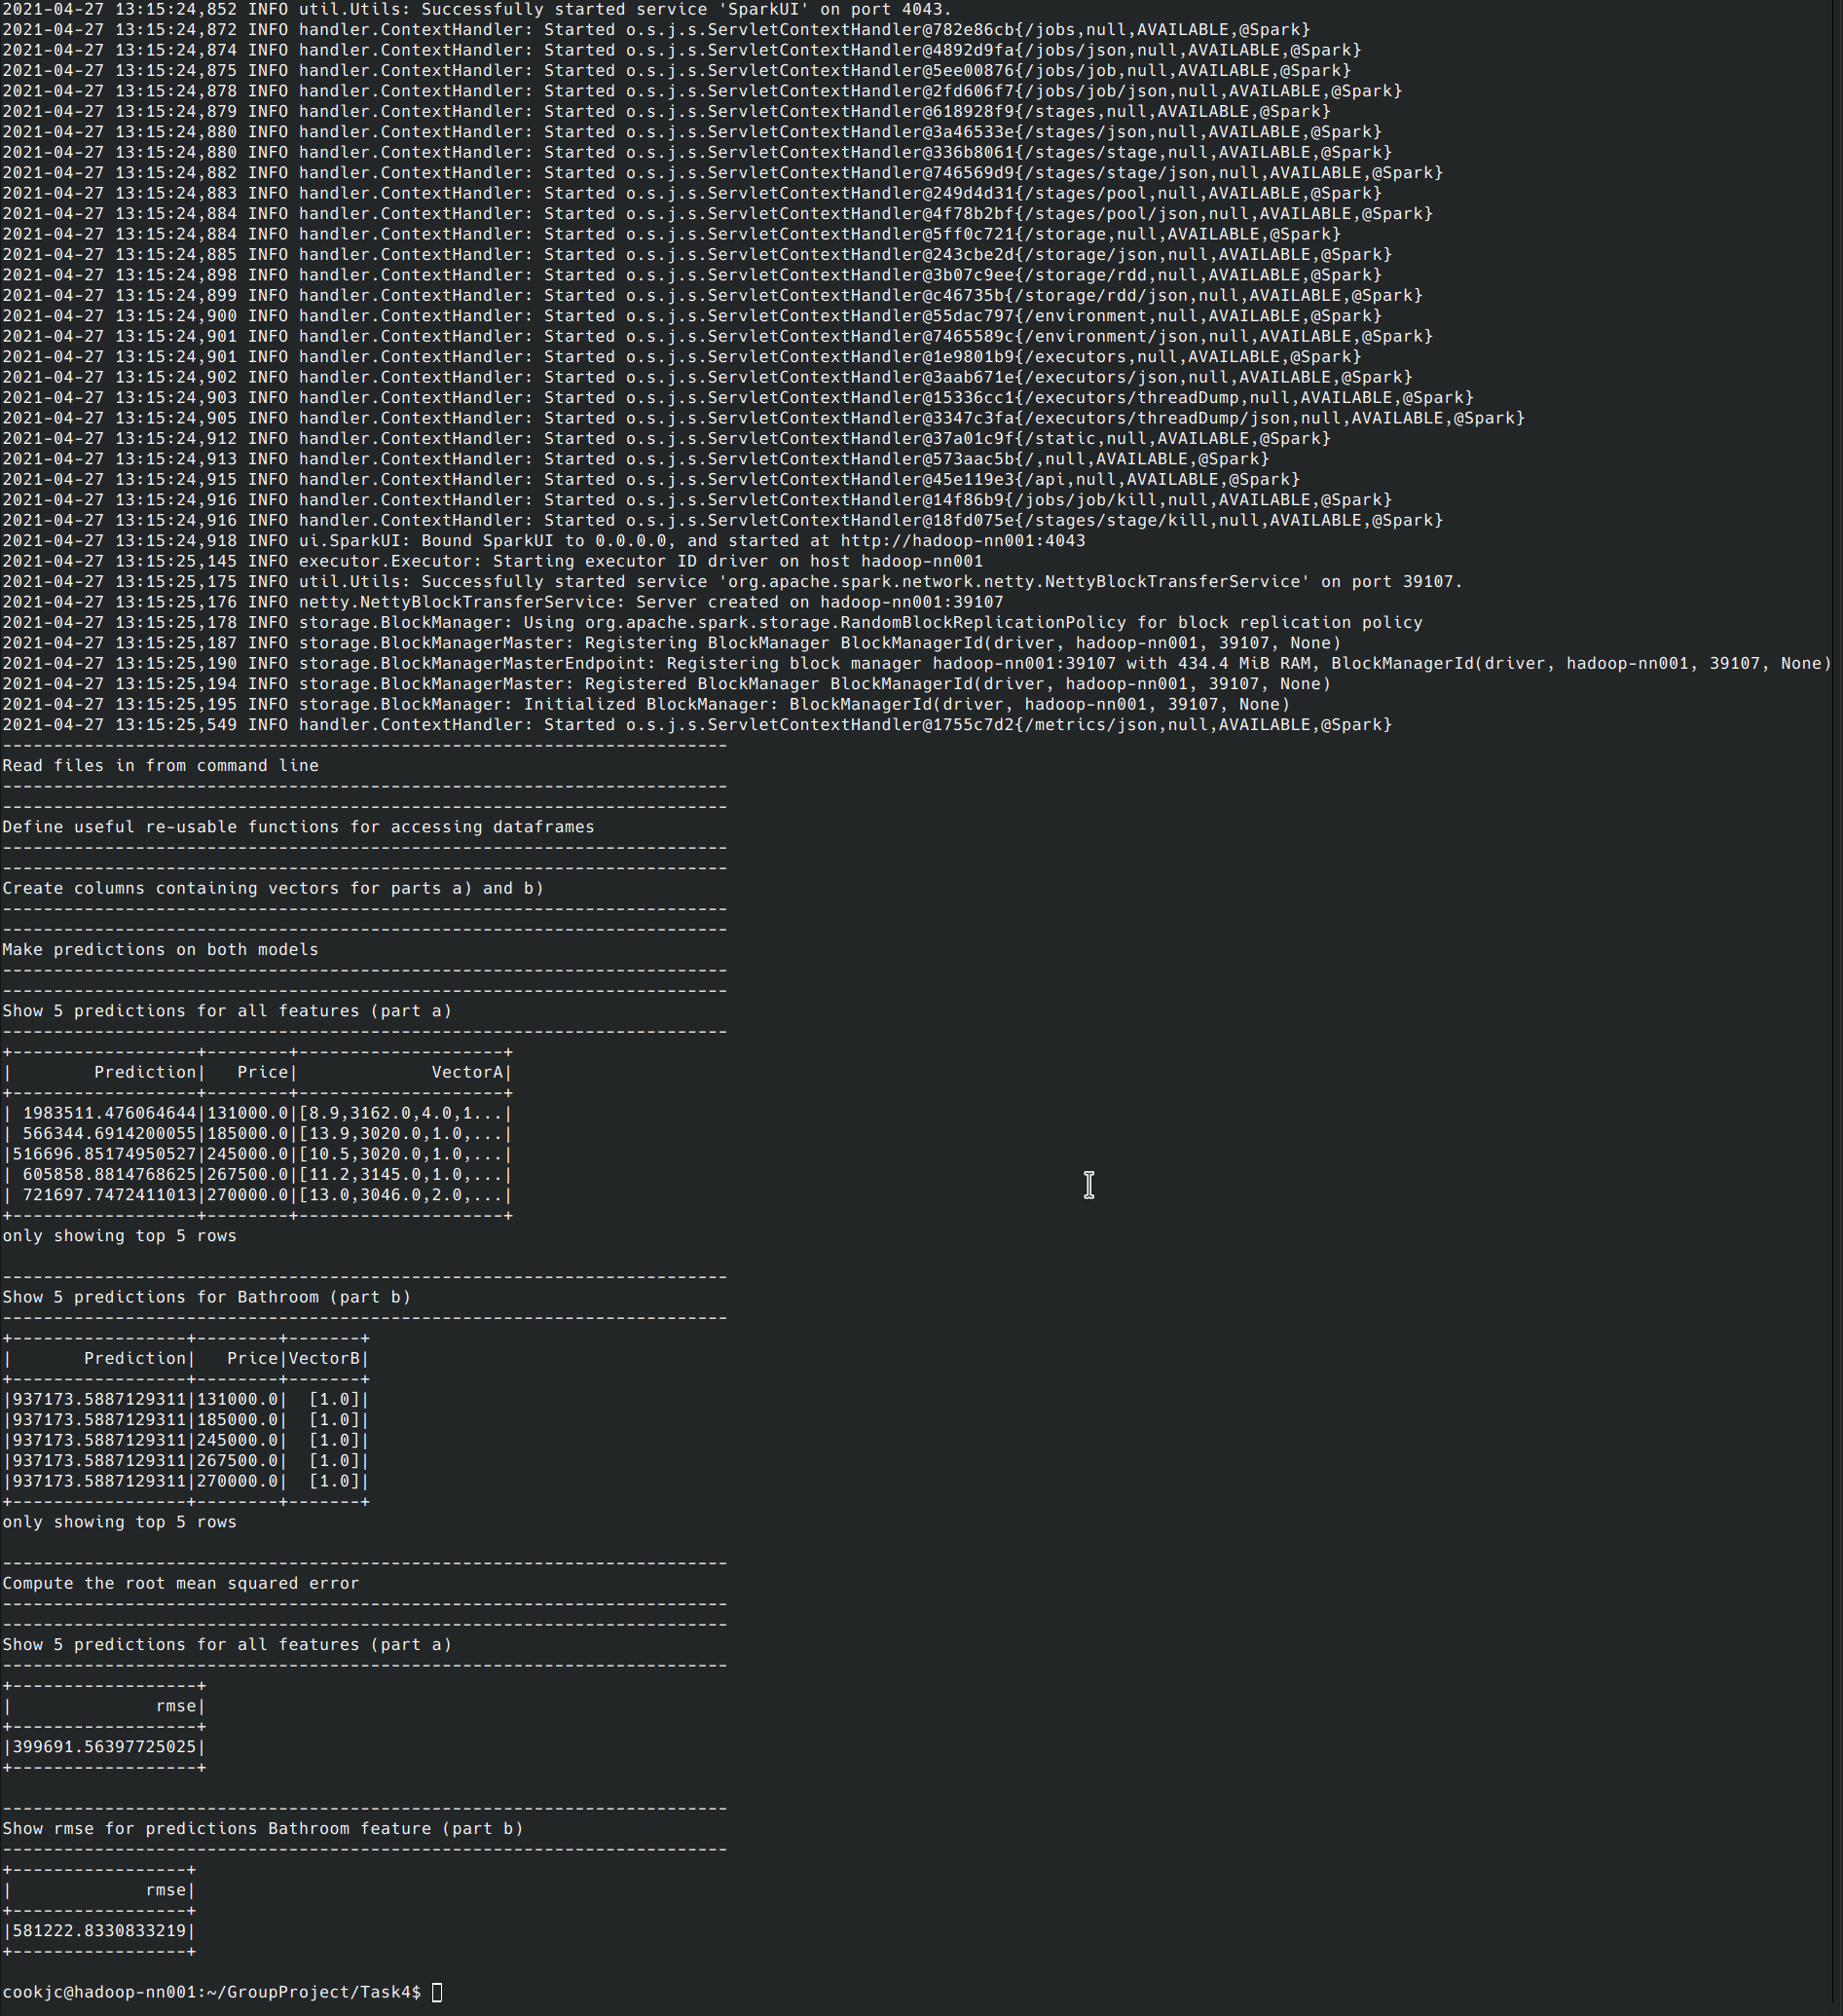 2021-04-27 13:15:24,852 INFO util.Utils: Successfully started service 'SparkUI' on port 4043.
2021-04-27 13:15:24,872 INFO handler.ContextHandler: Started o.s.j.s.ServletContextHandler@782e86cb{/jobs,null,AVAILABLE,@Spark}
2021-04-27 13:15:24,874 INFO handler.ContextHandler: Started o.s.j.s.ServletContextHandler@4892d9fa{/jobs/json,null,AVAILABLE,@Spark}
2021-04-27 13:15:24,875 INFO handler.ContextHandler: Started o.s.j.s.ServletContextHandler@5ee00876{/jobs/job,null,AVAILABLE,@Spark}
2021-04-27 13:15:24,878 INFO handler.ContextHandler: Started o.s.j.s.ServletContextHandler@2fd606f7{/jobs/job/json,null,AVAILABLE,@Spark}
2021-04-27 13:15:24,879 INFO handler.ContextHandler: Started o.s.j.s.ServletContextHandler@618928f9{/stages,null,AVAILABLE,@Spark}
2021-04-27 13:15:24,880 INFO handler.ContextHandler: Started o.s.j.s.ServletContextHandler@3a46533e{/stages/json,null,AVAILABLE,@Spark}
2021-04-27 13:15:24,880 INFO handler.ContextHandler: Started o.s.j.s.ServletContextHandler@336b8061{/stages/stage,null,AVAILABLE,@Spark}
2021-04-27 13:15:24,882 INFO handler.ContextHandler: Started o.s.j.s.ServletContextHandler@746569d9{/stages/stage/json,null,AVAILABLE,@Spark}
2021-04-27 13:15:24,883 INFO handler.ContextHandler: Started o.s.j.s.ServletContextHandler@249d4d31{/stages/pool,null,AVAILABLE,@Spark}
2021-04-27 13:15:24,884 INFO handler.ContextHandler: Started o.s.j.s.ServletContextHandler@4f78b2bf{/stages/pool/json,null,AVAILABLE,@Spark}
2021-04-27 13:15:24,884 INFO handler.ContextHandler: Started o.s.j.s.ServletContextHandler@5ff0c721{/storage,null,AVAILABLE,@Spark}
2021-04-27 13:15:24,885 INFO handler.ContextHandler: Started o.s.j.s.ServletContextHandler@243cbe2d{/storage/json,null,AVAILABLE,@Spark}
2021-04-27 13:15:24,898 INFO handler.ContextHandler: Started o.s.j.s.ServletContextHandler@3b07c9ee{/storage/rdd,null,AVAILABLE,@Spark}
2021-04-27 13:15:24,899 INFO handler.ContextHandler: Started o.s.j.s.ServletContextHandler@c46735b{/storage/rdd/json,null,AVAILABLE,@Spark}
2021-04-27 13:15:24,900 INFO handler.ContextHandler: Started o.s.j.s.ServletContextHandler@55dac797{/environment,null,AVAILABLE,@Spark}
2021-04-27 13:15:24,901 INFO handler.ContextHandler: Started o.s.j.s.ServletContextHandler@7465589c{/environment/json,null,AVAILABLE,@Spark}
2021-04-27 13:15:24,901 INFO handler.ContextHandler: Started o.s.j.s.ServletContextHandler@1e9801b9{/executors,null,AVAILABLE,@Spark}
2021-04-27 13:15:24,902 INFO handler.ContextHandler: Started o.s.j.s.ServletContextHandler@3aab671e{/executors/json,null,AVAILABLE,@Spark}
2021-04-27 13:15:24,903 INFO handler.ContextHandler: Started o.s.j.s.ServletContextHandler@15336cc1{/executors/threadDump,null,AVAILABLE,@Spark}
2021-04-27 13:15:24,905 INFO handler.ContextHandler: Started o.s.j.s.ServletContextHandler@3347c3fa{/executors/threadDump/json,null,AVAILABLE,@Spark}
2021-04-27 13:15:24,912 INFO handler.ContextHandler: Started o.s.j.s.ServletContextHandler@37a01c9f{/static,null,AVAILABLE,@Spark}
2021-04-27 13:15:24,913 INFO handler.ContextHandler: Started o.s.j.s.ServletContextHandler@573aac5b{/,null,AVAILABLE,@Spark}
2021-04-27 13:15:24,915 INFO handler.ContextHandler: Started o.s.j.s.ServletContextHandler@45e119e3{/api,null,AVAILABLE,@Spark}
2021-04-27 13:15:24,916 INFO handler.ContextHandler: Started o.s.j.s.ServletContextHandler@14f86b9{/jobs/job/kill,null,AVAILABLE,@Spark}
2021-04-27 13:15:24,916 INFO handler.ContextHandler: Started o.s.j.s.ServletContextHandler@18fd075e{/stages/stage/kill,null,AVAILABLE,@Spark}
2021-04-27 13:15:24,918 INFO ui.SparkUI: Bound SparkUI to 0.0.0.0, and started at http://hadoop-nn001:4043
2021-04-27 13:15:25,145 INFO executor.Executor: Starting executor ID driver on host hadoop-nn001
2021-04-27 13:15:25,175 INFO util.Utils: Successfully started service 'org.apache.spark.network.netty.NettyBlockTransferService' on port 39107.
2021-04-27 13:15:25,176 INFO netty.NettyBlockTransferService: Server created on hadoop-nn001:39107
2021-04-27 13:15:25,178 INFO storage.BlockManager: Using org.apache.spark.storage.RandomBlockReplicationPolicy for block replication policy
2021-04-27 13:15:25,187 INFO storage.BlockManagerMaster: Registering BlockManager BlockManagerId(driver, hadoop-nn001, 39107, None)
2021-04-27 13:15:25,190 INFO storage.BlockManagerMasterEndpoint: Registering block manager hadoop-nn001:39107 with 434.4 MiB RAM, BlockManagerId(driver, hadoop-nn001, 39107, None)
2021-04-27 13:15:25,194 INFO storage.BlockManagerMaster: Registered BlockManager BlockManagerId(driver, hadoop-nn001, 39107, None)
2021-04-27 13:15:25,195 INFO storage.BlockManager: Initialized BlockManager: BlockManagerId(driver, hadoop-nn001, 39107, None)
2021-04-27 13:15:25,549 INFO handler.ContextHandler: Started o.s.j.s.ServletContextHandler@1755c7d2{/metrics/json,null,AVAILABLE,@Spark}
-----------------------------------------------------------------------
Read files in from command line
-----------------------------------------------------------------------
-----------------------------------------------------------------------
Define useful re-usable functions for accessing dataframes
-----------------------------------------------------------------------
-----------------------------------------------------------------------
Create columns containing vectors for parts a) and b)
-----------------------------------------------------------------------
-----------------------------------------------------------------------
Make predictions on both models
-----------------------------------------------------------------------
-----------------------------------------------------------------------
Show 5 predictions for all features (part a)
-----------------------------------------------------------------------
+------------------+--------+--------------------+
|        Prediction|   Price|             VectorA|
+------------------+--------+--------------------+
| 1983511.476064644|131000.0|[8.9,3162.0,4.0,1...|
| 566344.6914200055|185000.0|[13.9,3020.0,1.0,...|
|516696.85174950527|245000.0|[10.5,3020.0,1.0,...|
| 605858.8814768625|267500.0|[11.2,3145.0,1.0,...|
| 721697.7472411013|270000.0|[13.0,3046.0,2.0,...|
+------------------+--------+--------------------+
only showing top 5 rows
-----------------------------------------------------------------------
Show 5 predictions for Bathroom (part b)
-----------------------------------------------------------------------
+-----------------+--------+-------+
|       Prediction|   Price|VectorB|
+-----------------+--------+-------+
|937173.5887129311|131000.0|  [1.0]|
|937173.5887129311|185000.0|  [1.0]|
|937173.5887129311|245000.0|  [1.0]|
|937173.5887129311|267500.0|  [1.0]|
|937173.5887129311|270000.0|  [1.0]|
+-----------------+--------+-------+
only showing top 5 rows
-----------------------------------------------------------------------
Compute the root mean squared error
-----------------------------------------------------------------------
-----------------------------------------------------------------------
Show 5 predictions for all features (part a)
-----------------------------------------------------------------------
+------------------+
|              rmse|
+------------------+
|399691.56397725025|
+------------------+
-----------------------------------------------------------------------
Show rmse for predictions Bathroom feature (part b)
-----------------------------------------------------------------------
+-----------------+
|             rmse|
+-----------------+
|581222.8330833219|
+-----------------+
cookjc@hadoop-nn001:~/GroupProject/Task4$